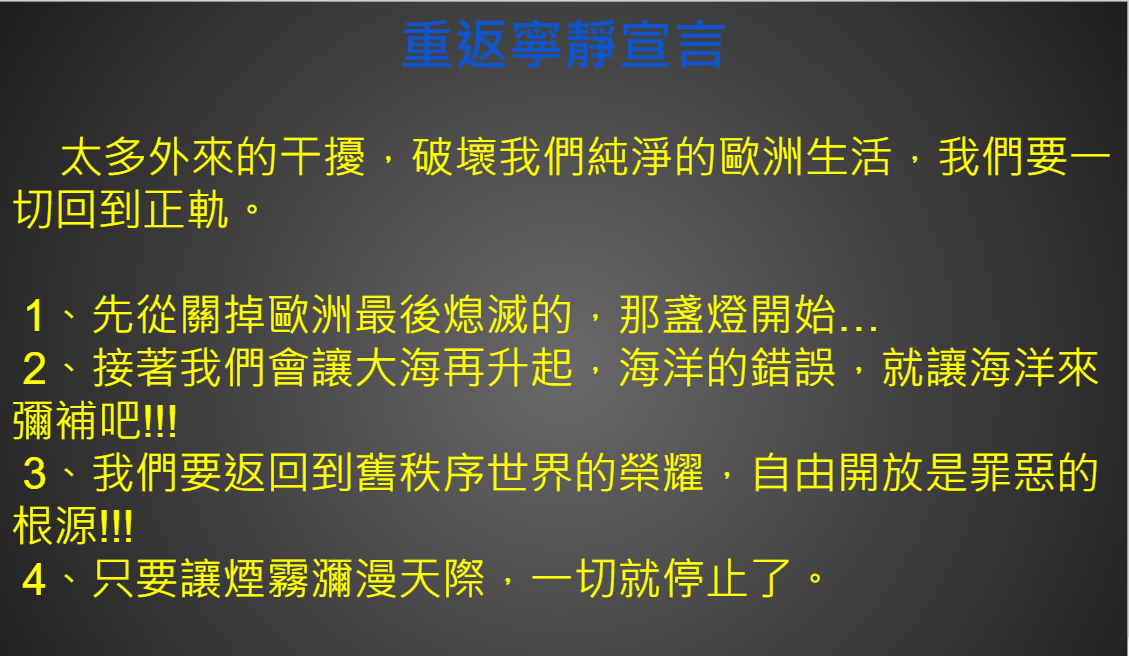 重返寧靜宣言
太多外來的干擾，破壞我們純淨的歐洲生活，我們要一
切回到正軌。
1、先從關掉歐洲最後熄滅的，那盞燈開始…
2、接著我們會讓大海再升起，海洋的錯誤，就讓海洋來
彌補吧!!!
3、我們要返回到舊秩序世界的榮耀，自由開放是罪惡的
根源!!!
4、只要讓煙霧瀰漫天際，一切就停止了。